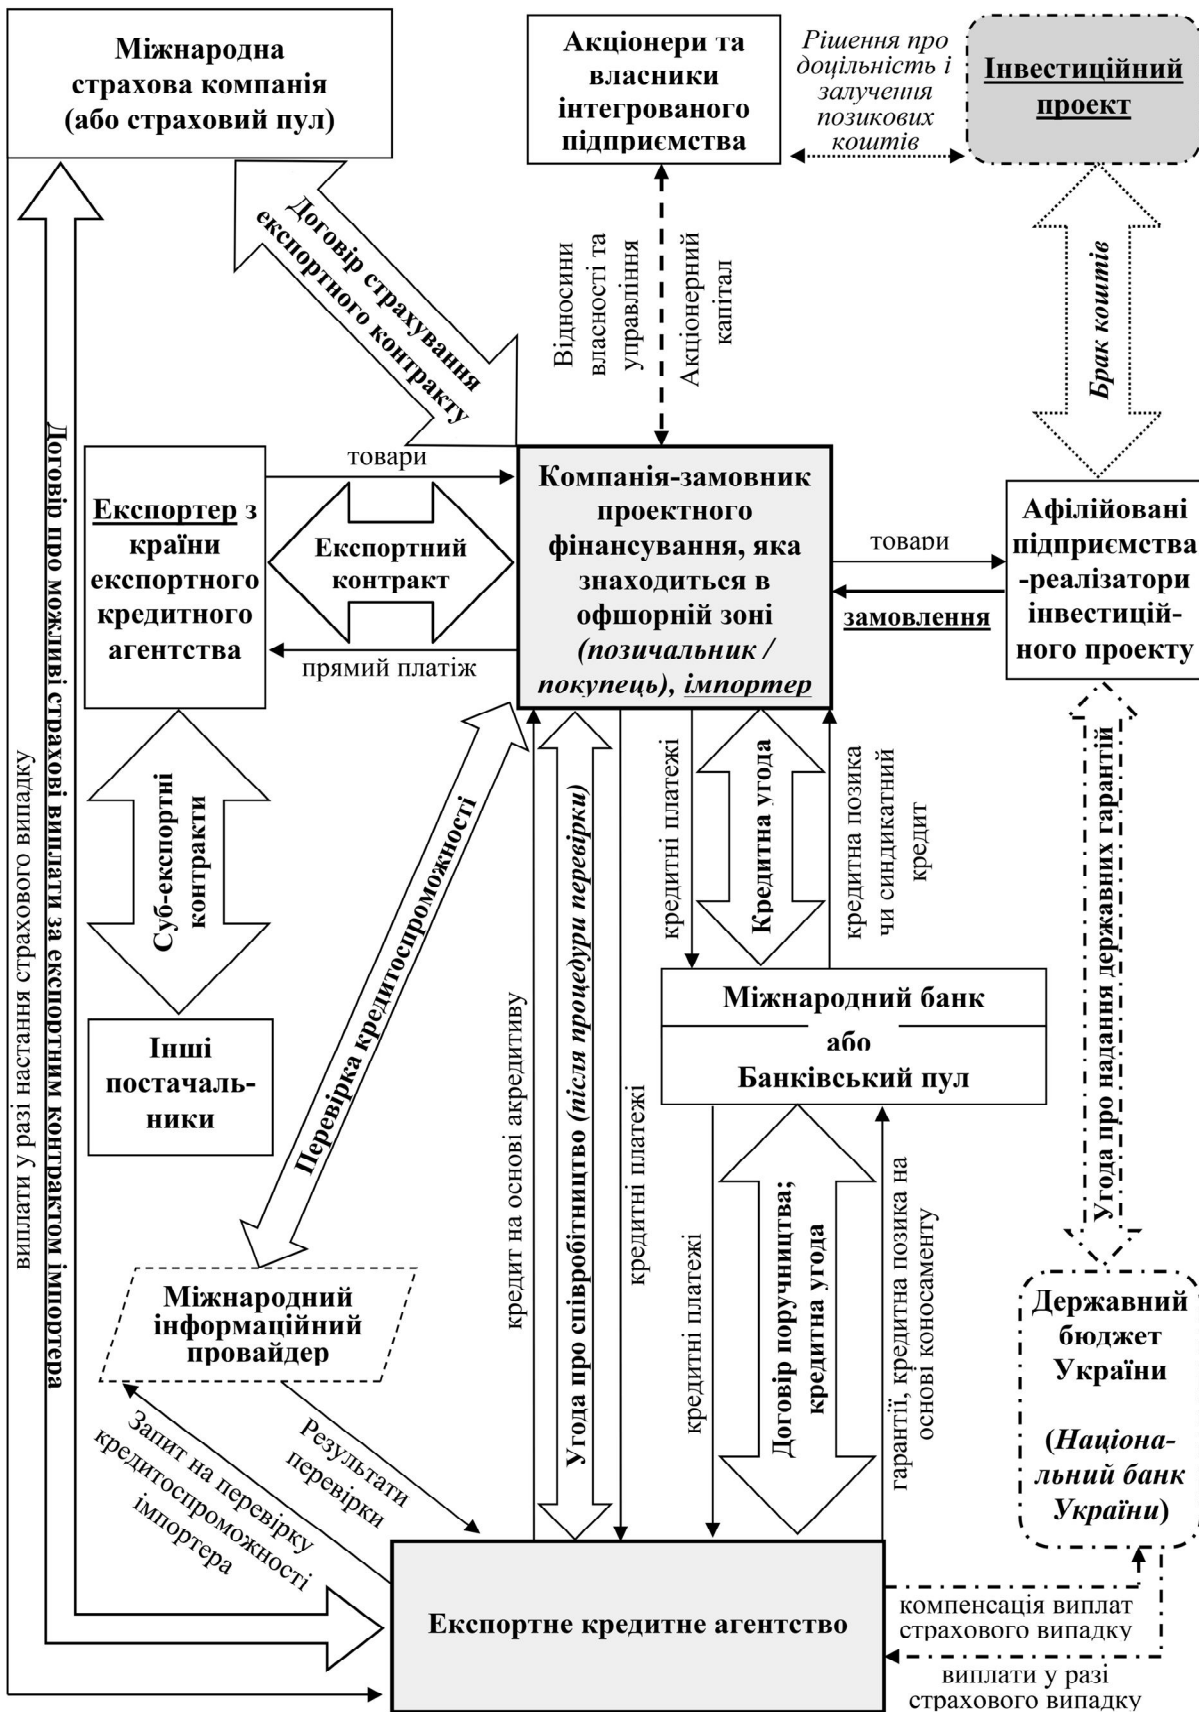 Міжнародна
страхова компанія
(або страховий пул)
Акціонери та
власники
інтегрованого
підприємства
Рішення про
доцільність і
залучення
позикових
коштів
Інвестиційний
проект
Договір страхування
експортного контракту
Відносини
власності та
управління
Акціонерний
капітал
Брак коштів
товари
Експортер з
країни
експортного
кредитного
агентства
Експортний
контракт
прямий платіж
Компанія-замовник
проектного
фінансування, яка
знаходиться в
офшорній зоні
(позичальник /
покупець), імпортер
товари
замовлення
Афілійовані
підприємства
-реалізатори
інвестицій-
ного проекту
виплати у разі настання страхового випадку
Договір про можливі страхові виплати за експортним контрактом імпортера
Суб-експортні
контракти
Інші
постачаль-
ники
Перевірка кредитоспроможності
кредит на основі акредитиву
Угода про співробітництво (після процедури перевірки)
кредитні платежі
кредитні платежі
Кредитна угода
кредитна позика
чи синдикатний
кредит
Міжнародний банк
або
Банківський пул
кредитні платежі
Договір поручництва;
кредитна угода
гарантії, кредитна позика на
основі коносаменту
Угода про надання державних гарантій
Міжнародний
інформаційний
провайдер
Запит на перевірку
кредитоспроможності
імпортера
Результати
перевірки
Державний
бюджет
України
(Націона-
льний банк
України)
Експортне кредитне агентство
компенсація виплат
страхового випадку
виплати у разі
страхового випадку